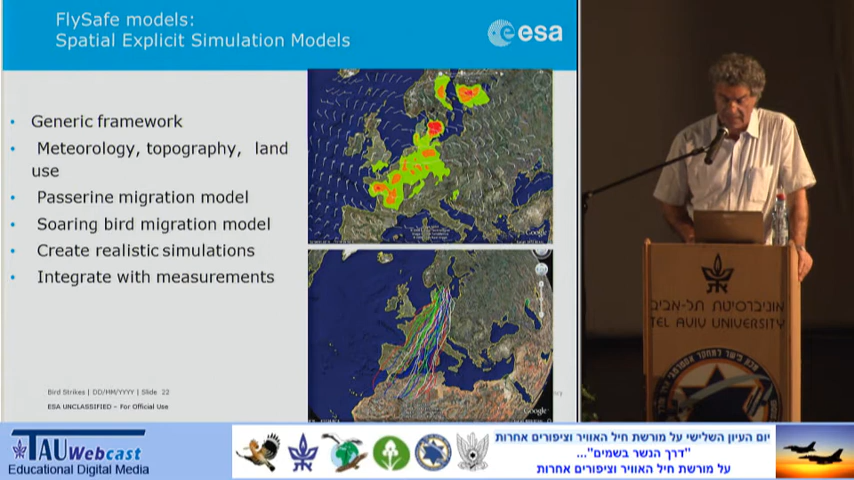 FlySafe models:
Spatial Explicit Simulation Models
esa
• Generic framework
• Meteorology, topography, land
use
• Passerine migration model
• Soaring bird migration model
• Create realistic simulations
• Integrate with measurements
Google
Google
Bird Strikes | DD/MM/YYYY | Slide 22
ESA UNCLASSIFIED – For Official Use
אוניברסיטת תל-אביב
TEL AVIV UNIVERSITY
TAU Webcast
Educational Digital Media
יום העיון השלישי על מורשת חיל האוויר וציפורים אחרות
"דרך הנשר בשמים"...
על מורשת חיל האוויר וציפורים אחרות